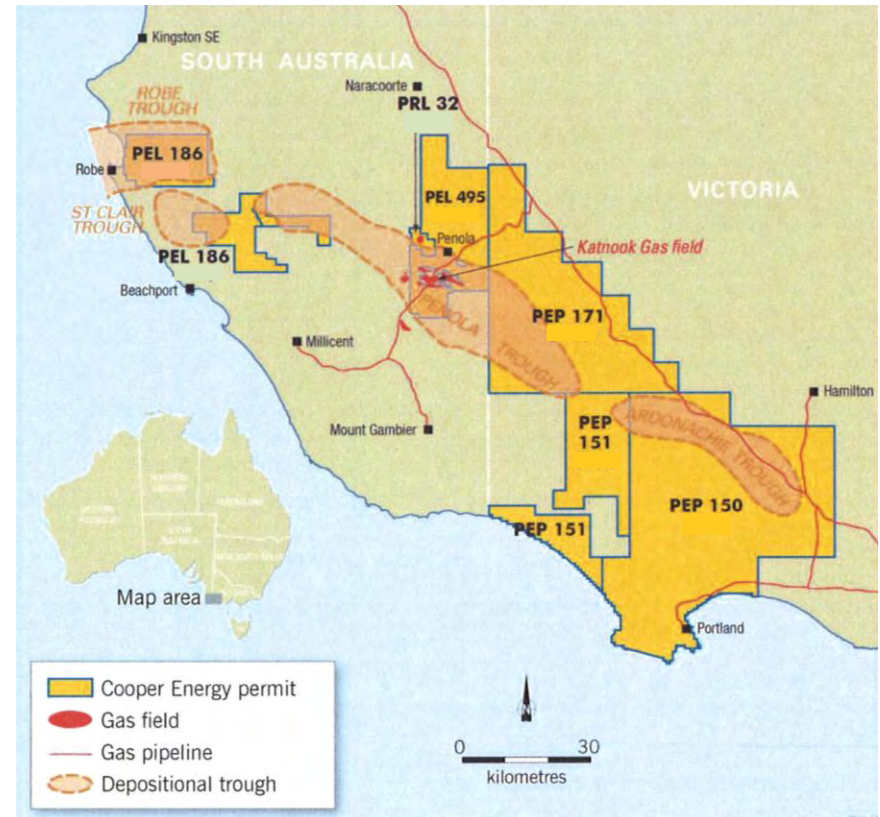 Kingston SE
SOUTH AUSTRALIA
Naracoorte
PRL 32
ROBE
TROUGH
PEL 186
Robe
PEL 495
VICTORIA
ST CLAIR
TROUGH
Penola
Katnook Gas field
PEL 186
Beachport
PENOLA
TROUGH
PEP 171
Millicent
Hamilton
Mount Gambier
PEP
151
ARDONACHIE TROUGH
PEP 150
PEP 151
Map area
Portland
Cooper Energy permit
Gas field
Gas pipeline
Depositional trough
N
0 30
kilometres